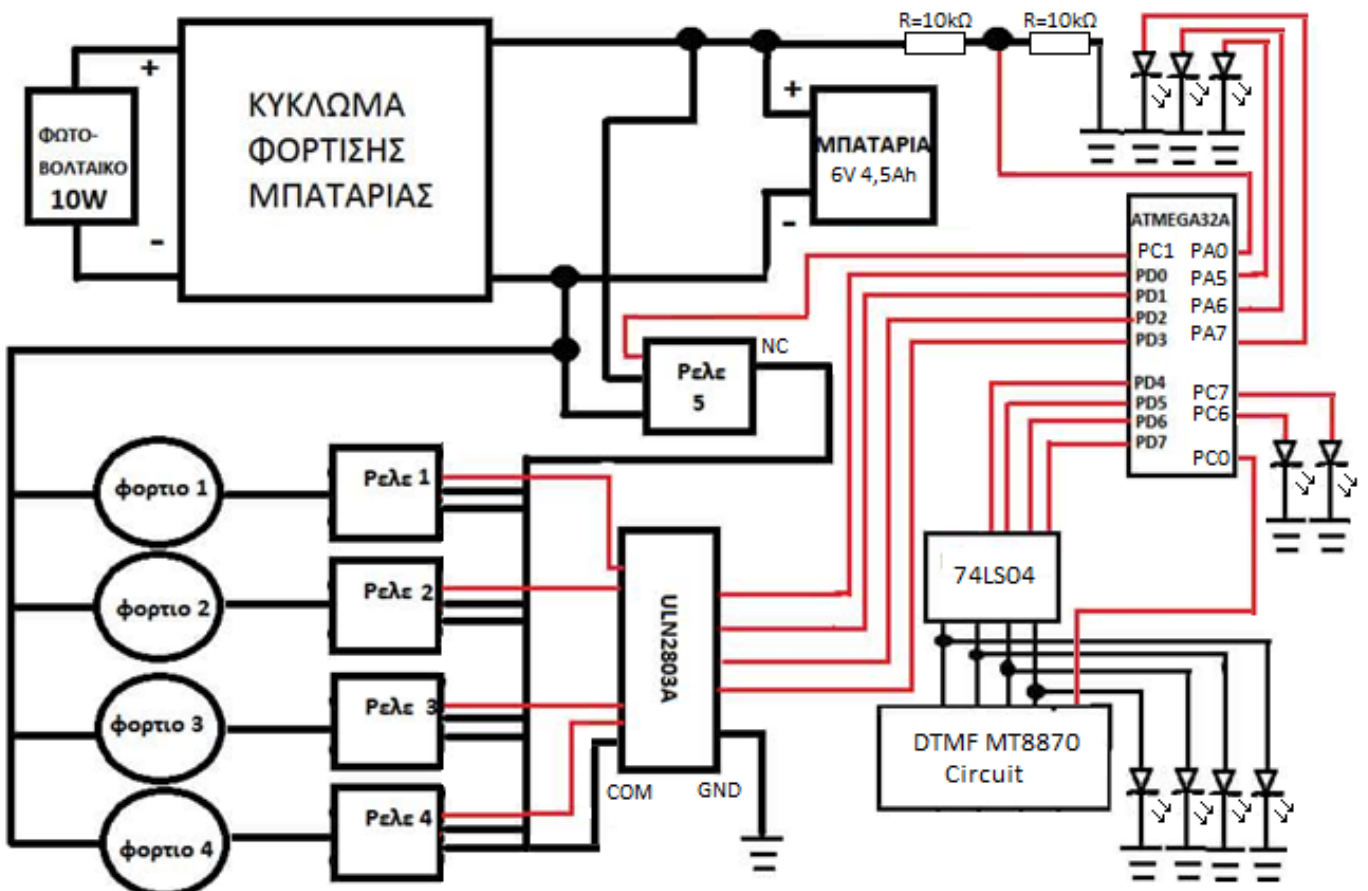 R=10kΩ
R=10kΩ
+
ΚΥΚΛΩΜΑ
ΦΟΡΤΙΣΗΣ
ΜΠΑΤΑΡΙΑΣ
ΦΩΤΟ-
ΒΟΛΤΑΙΚΟ
10W
-
+
ΜΠΑΤΑΡΙΑ
6V 4,5Ah
-
ATMEGA32A
PC1 PA0
PD0 PA5
PD1
PD2 PA6
PD3 PA7
PD4
PD5 PC7
PD6 PC6
PD7
PC0
NC
Ρελε
5
φορτιο 1
Ρελε 1
φορτιο 2
Ρελε 2
φορτιο 3
Ρελε 3
φορτιο 4
Ρελε 4
ULN2803A
COM
GND
74LS04
DTMF MT8870
Circuit